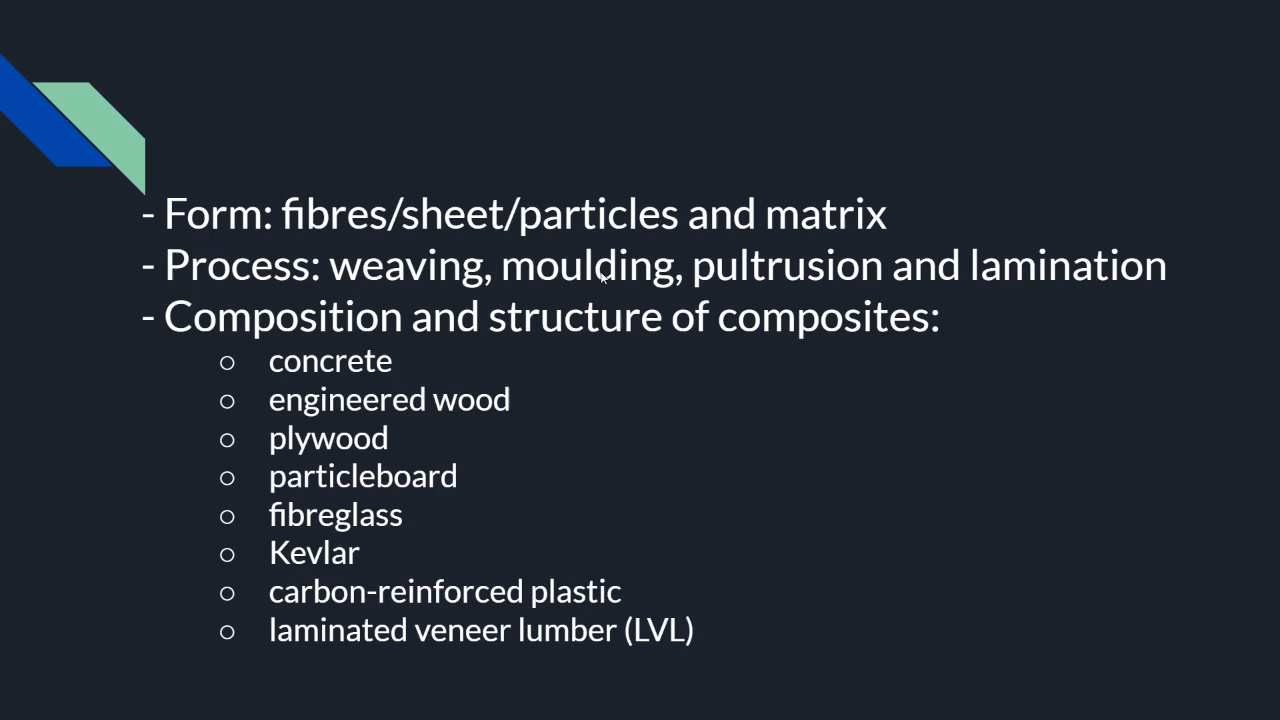 - Form: fibres/sheet/particles and matrix
- Process: weaving, moulding, pultrusion and lamination
- Composition and structure of composites:
○ concrete
○ engineered wood
○ plywood
○ particleboard
○ fibreglass
○ Kevlar
○ carbon-reinforced plastic
○ laminated veneer lumber (LVL)